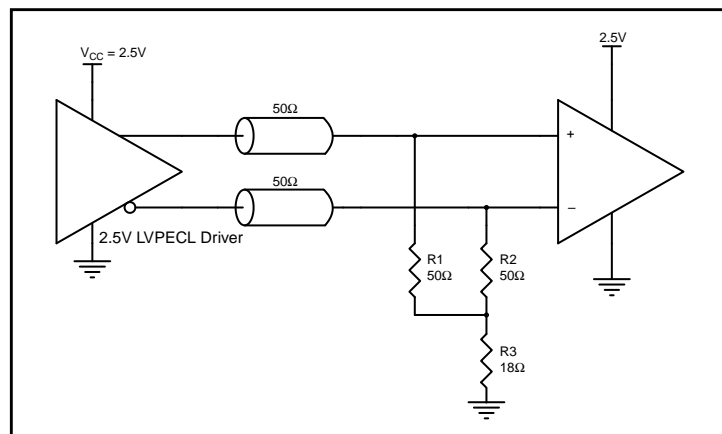 V_CC = 2.5V
2.5V
50Ω
+
50Ω
–
2.5V LVPECL Driver
R1
50Ω
R2
50Ω
R3
18Ω